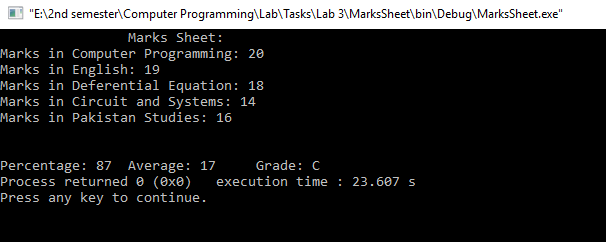 "E:\2nd semester\Computer Programming\Lab\Tasks\Lab 3\MarksSheet\bin\Debug\MarksSheet.exe"
Marks Sheet:
Marks in Computer Programming: 20
Marks in English: 19
Marks in Deferential Equation: 18
Marks in Circuit and Systems: 14
Marks in Pakistan Studies: 16
Percentage: 87  Average: 17     Grade: C
Process returned 0 (0x0)   execution time : 23.607 s
Press any key to continue.